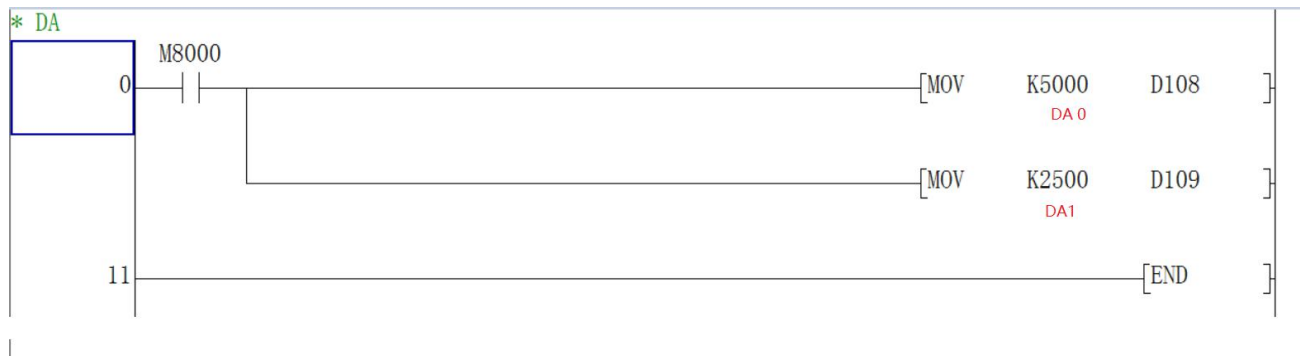 * DA
M8000
0 [MOV K5000 D108 ]
DA 0
[MOV K2500 D109 ]
DA1
11 [END ]